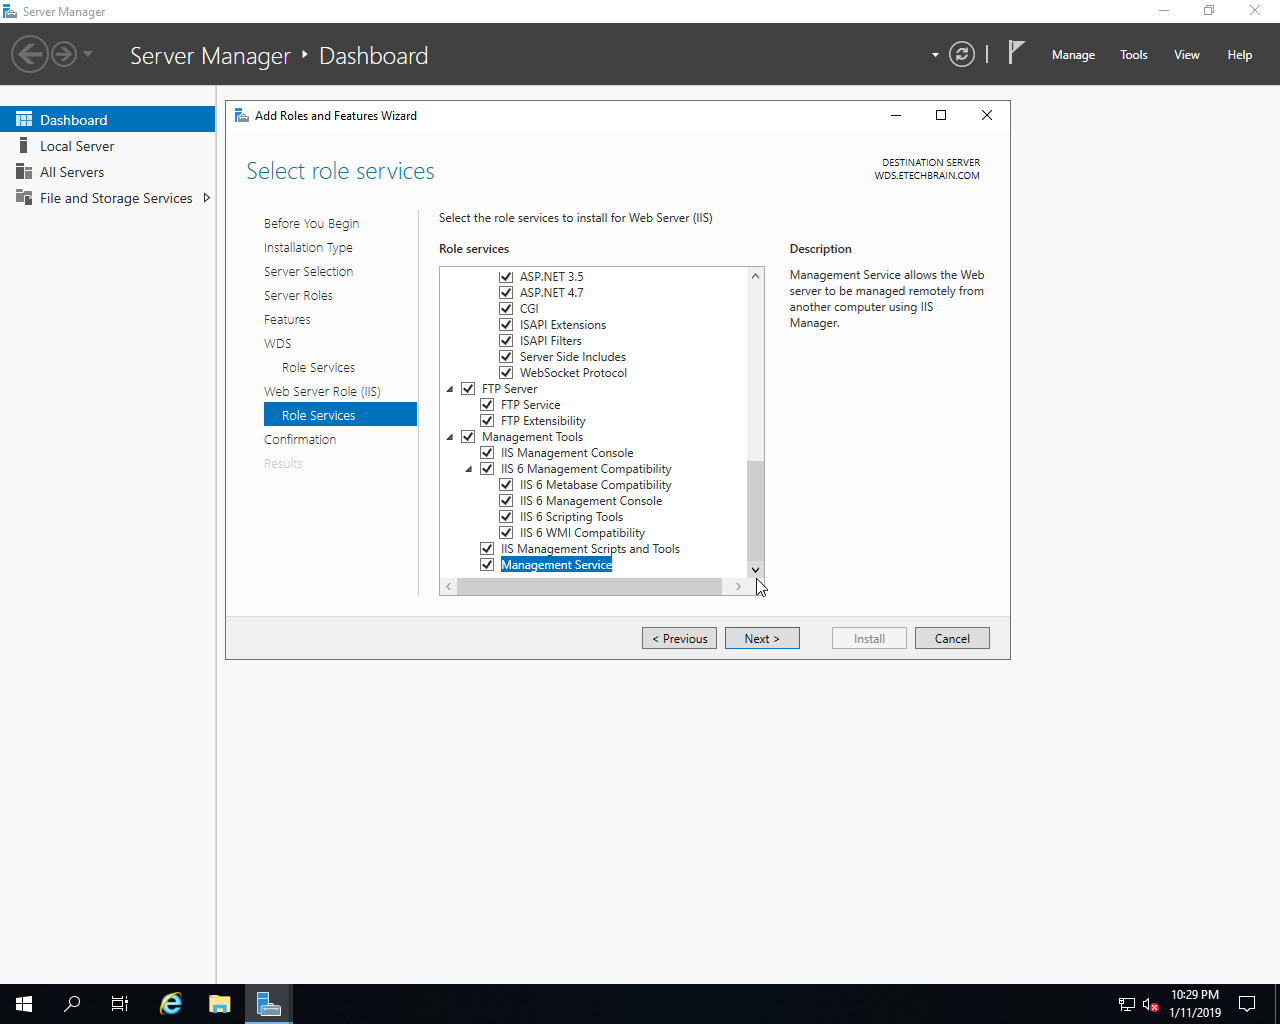 Server Manager
Server Manager ‣ Dashboard
Manage
Tools
View
Help
Dashboard
Local Server
All Servers
File and Storage Services
Add Roles and Features Wizard
Select role services
DESTINATION SERVER
WDS.ETECHBRAIN.COM
Before You Begin
Installation Type
Server Selection
Server Roles
Features
WDS
Role Services
Web Server Role (IIS)
Role Services
Confirmation
Results
Select the role services to install for Web Server (IIS)
Role services
ASP.NET 3.5
ASP.NET 4.7
CGI
ISAPI Extensions
ISAPI Filters
Server Side Includes
WebSocket Protocol
FTP Server
FTP Service
FTP Extensibility
Management Tools
IIS Management Console
IIS 6 Management Compatibility
IIS 6 Metabase Compatibility
IIS 6 Management Console
IIS 6 Scripting Tools
IIS 6 WMI Compatibility
IIS Management Scripts and Tools
Management Service
Description
Management Service allows the Web
server to be managed remotely from
another computer using IIS
Manager.
< Previous
Next >
Install
Cancel
10:29 PM
1/11/2019